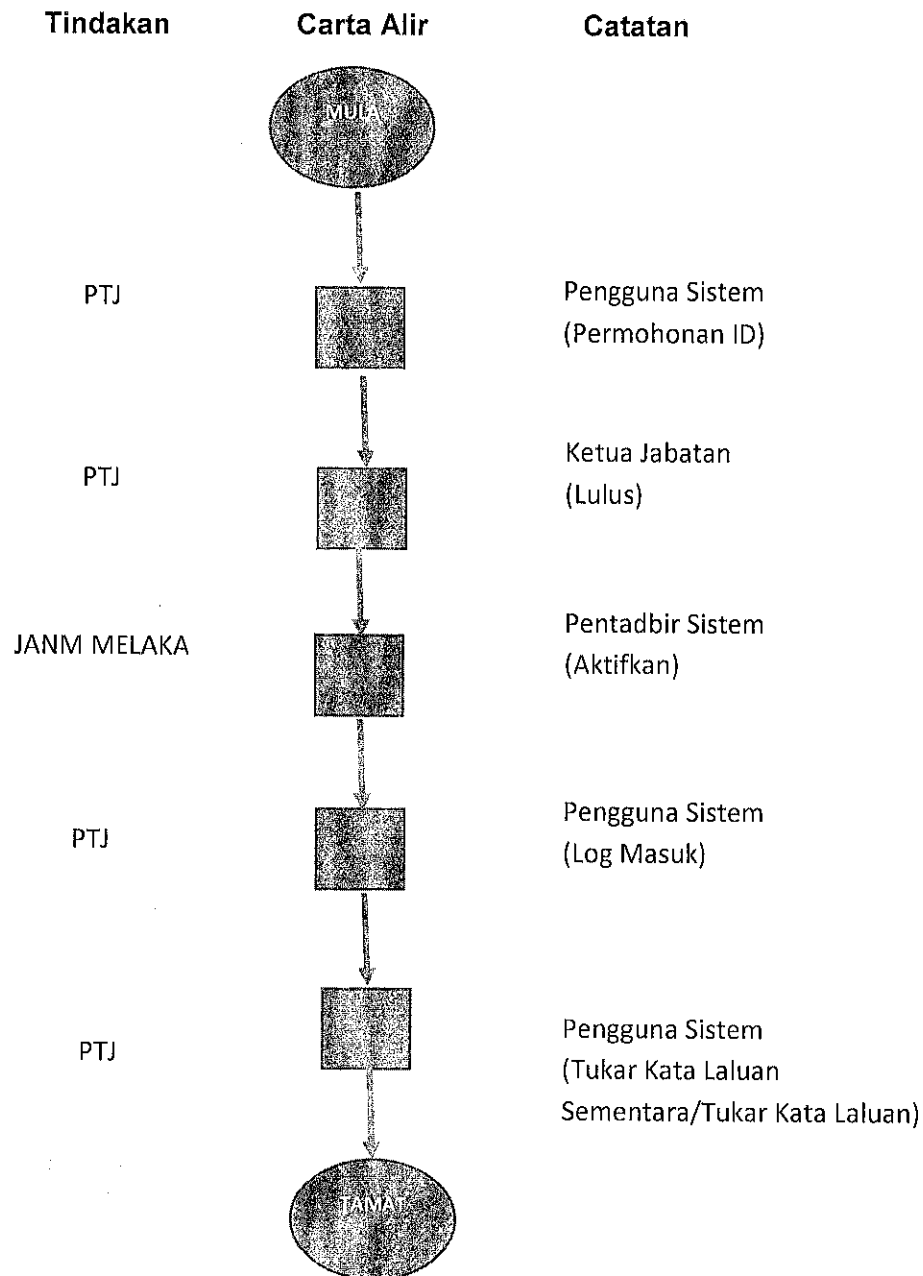 Tindakan Carta Alir Catatan
MULA
PTJ Pengguna Sistem
(Permohonan ID)
PTJ Ketua Jabatan
(Lulus)
JANM MELAKA Pentadbir Sistem
(Aktifkan)
PTJ Pengguna Sistem
(Log Masuk)
PTJ Pengguna Sistem
(Tukar Kata Laluan
Sementara/Tukar Kata Laluan)
TAMAT